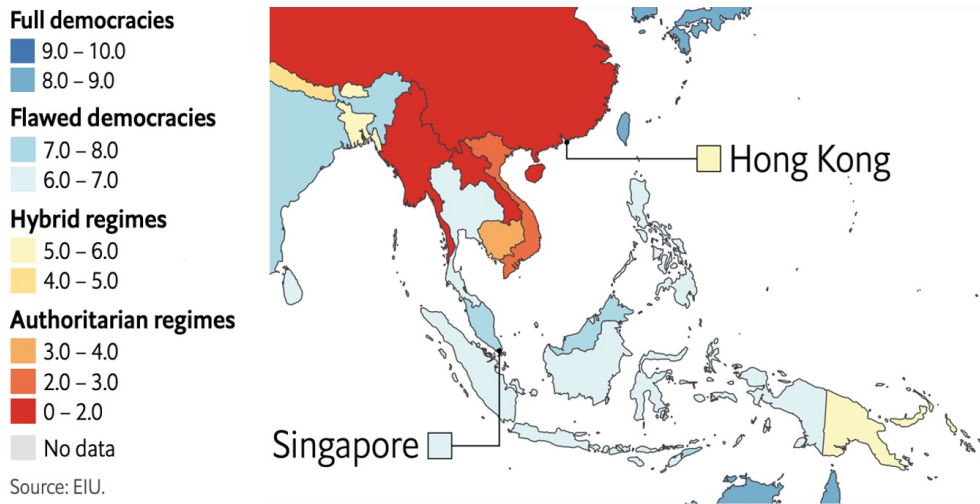 Full democracies
9.0 – 10.0
8.0 – 9.0
Flawed democracies
7.0 – 8.0
6.0 – 7.0
Hybrid regimes
5.0 – 6.0
4.0 – 5.0
Authoritarian regimes
3.0 – 4.0
2.0 – 3.0
0 – 2.0
No data
Source: EIU.
Hong Kong
Singapore